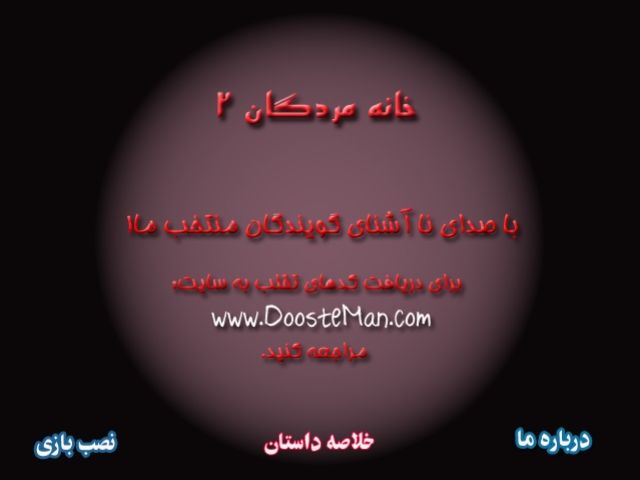 خانه مردگان ۲
با صدای نا آشنای گویندگان منتخب ما!
برای دریافت کدهای تقلب به سایت:
www.DoosteMan.com
مراجعه کنید.
درباره ما
خلاصه داستان
نصب بازی